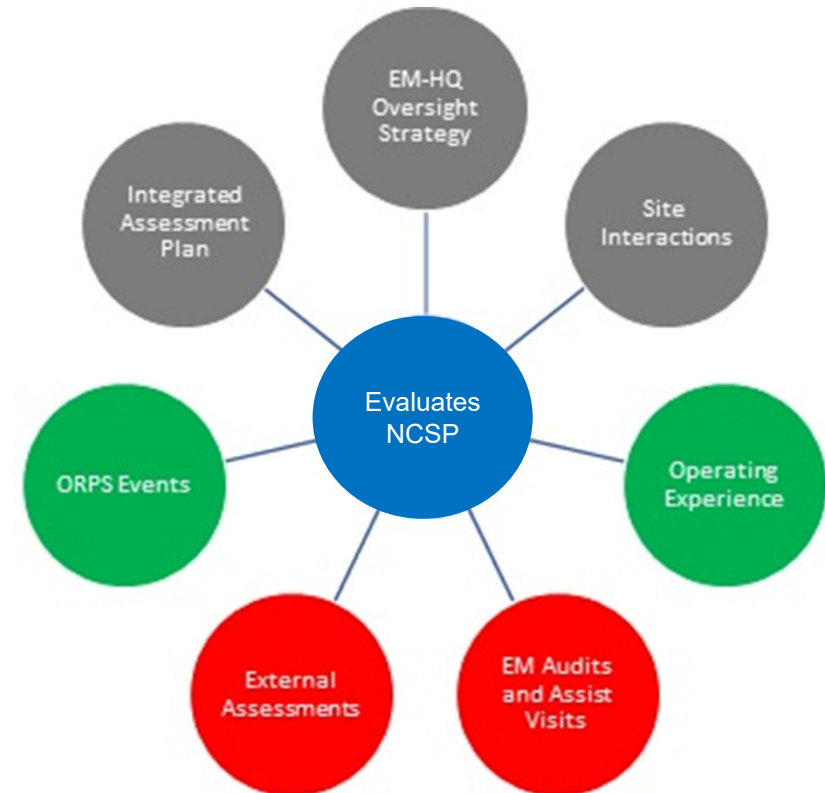 EM-HQ
Oversight
Strategy
Integrated
Assessment
Plan
Site
Interactions
Evaluates
NCSP
ORPS Events
Operating
Experience
External
Assessments
EM Audits
and Assist
Visits